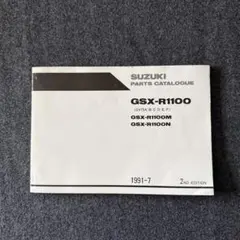 SUZUKI
PARTS CATALOGUE
GSX-R1100
GSX-R1100M
GSX-R1100N
1991-7
2ND EDITION